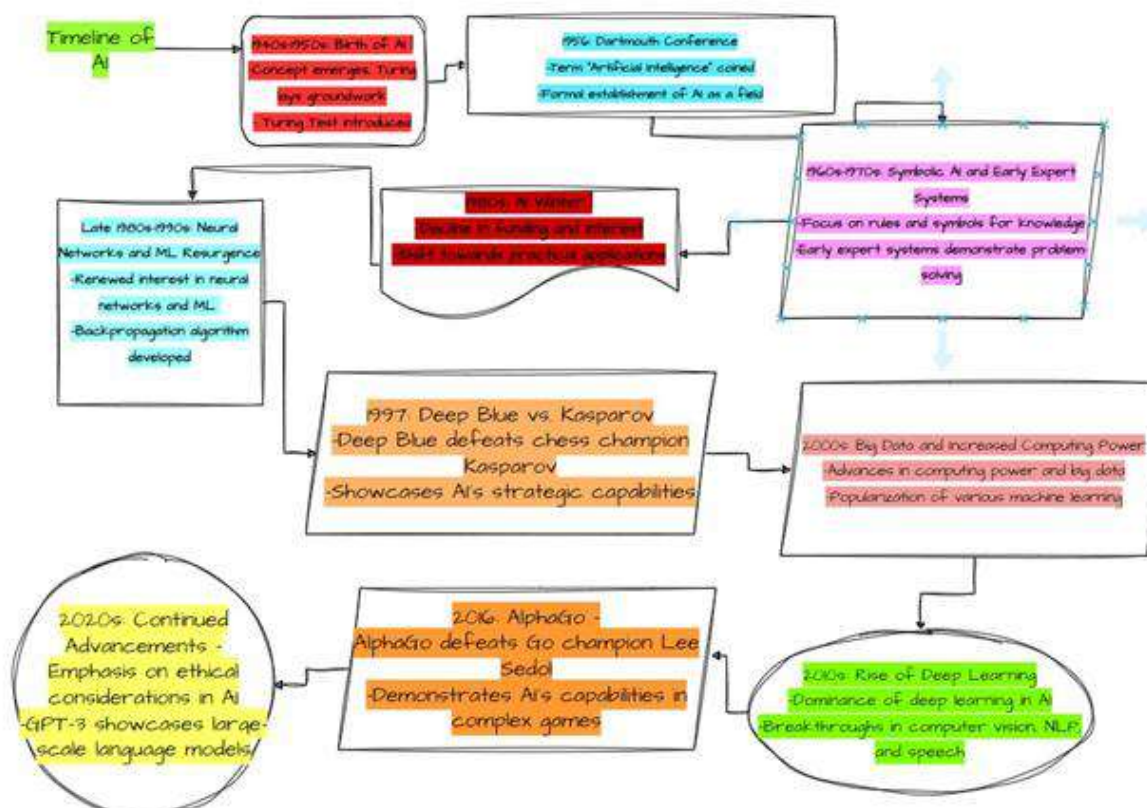 Timeline of
AI
1940s-1950s: Birth of AI
-Concept emerges, Turing
lays groundwork
- Turing Test introduced
1956: Dartmouth Conference
-Term "Artificial Intelligence" coined
-Formal establishment of AI as a field
1960s-1970s: Symbolic AI and Early Expert
Systems
-Focus on rules and symbols for knowledge
-Early expert systems demonstrate problem-
solving
1980s: AI Winter:
-Decline in funding and interest
-Shift towards practical applications
Late 1980s-1990s: Neural
Networks and ML Resurgence
-Renewed interest in neural
networks and ML
-Backpropagation algorithm
developed
1997: Deep Blue vs. Kasparov
-Deep Blue defeats chess champion
Kasparov
-Showcases AI's strategic capabilities
2000s: Big Data and Increased Computing Power
-Advances in computing power and big data
-Popularization of various machine learning
2010s: Rise of Deep Learning
-Dominance of deep learning in AI
-Breakthroughs in computer vision, NLP,
and speech
2016: AlphaGo -
AlphaGo defeats Go champion Lee
Sedol
-Demonstrates AI's capabilities in
complex games
2020s: Continued
Advancements -
Emphasis on ethical
considerations in AI
-GPT-3 showcases large-
scale language models